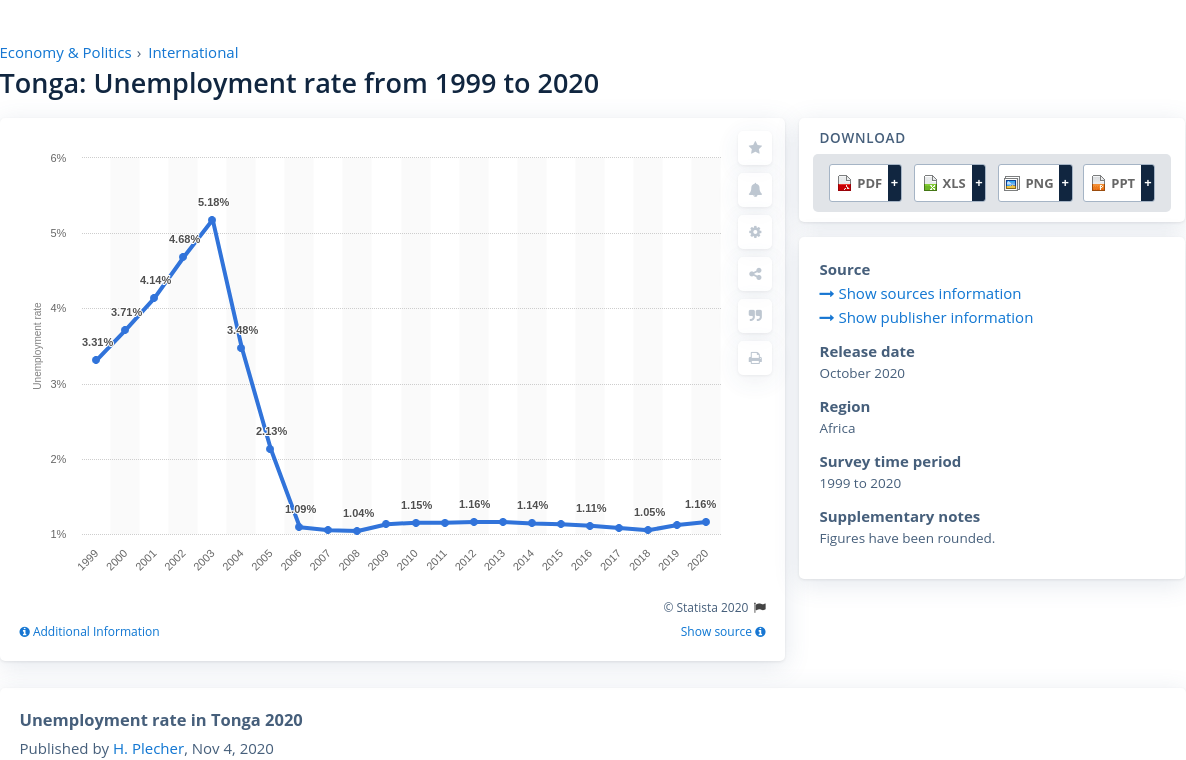 Economy & Politics › International
Tonga: Unemployment rate from 1999 to 2020
6%
5%
4%
3%
2%
1%
Unemployment rate
3.31%
3.71%
4.14%
4.68%
5.18%
3.48%
2.13%
1.09%
1.04%
1.15%
1.16%
1.14%
1.11%
1.05%
1.16%
1999
2000
2001
2002
2003
2004
2005
2006
2007
2008
2009
2010
2011
2012
2013
2014
2015
2016
2017
2018
2019
2020
© Statista 2020
Additional Information
Show source
DOWNLOAD
PDF +
XLS +
PNG +
PPT +
Source
Show sources information
Show publisher information
Release date
October 2020
Region
Africa
Survey time period
1999 to 2020
Supplementary notes
Figures have been rounded.
Unemployment rate in Tonga 2020
Published by H. Plecher, Nov 4, 2020